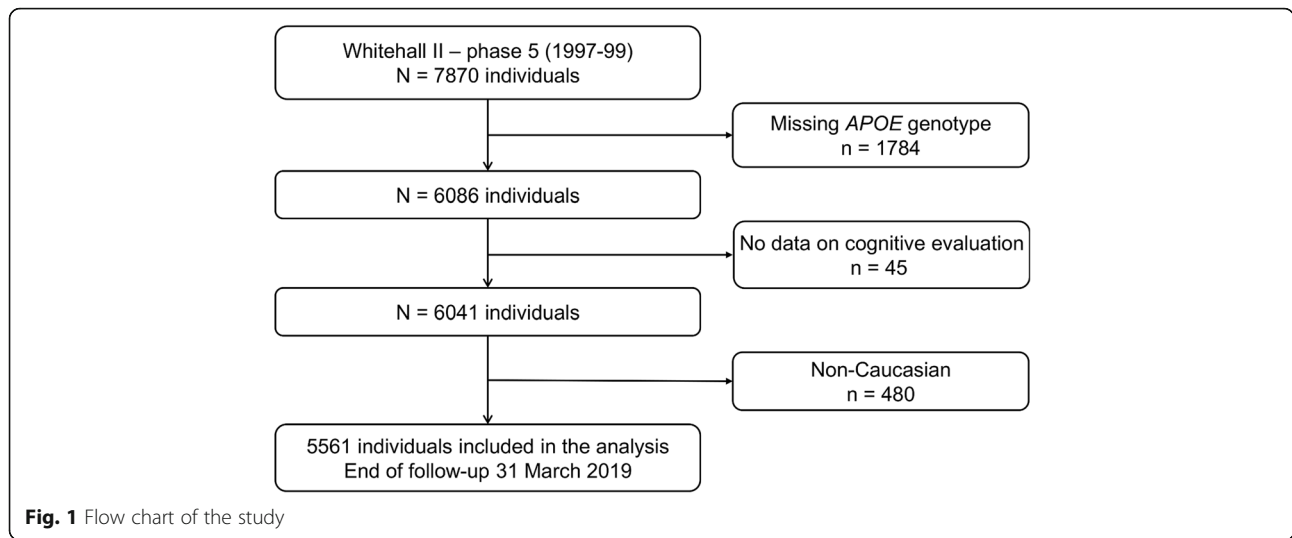 Whitehall II – phase 5 (1997-99)
N = 7870 individuals
Missing APOE genotype
n = 1784
N = 6086 individuals
No data on cognitive evaluation
n = 45
N = 6041 individuals
Non-Caucasian
n = 480
5561 individuals included in the analysis
End of follow-up 31 March 2019
Fig. 1 Flow chart of the study